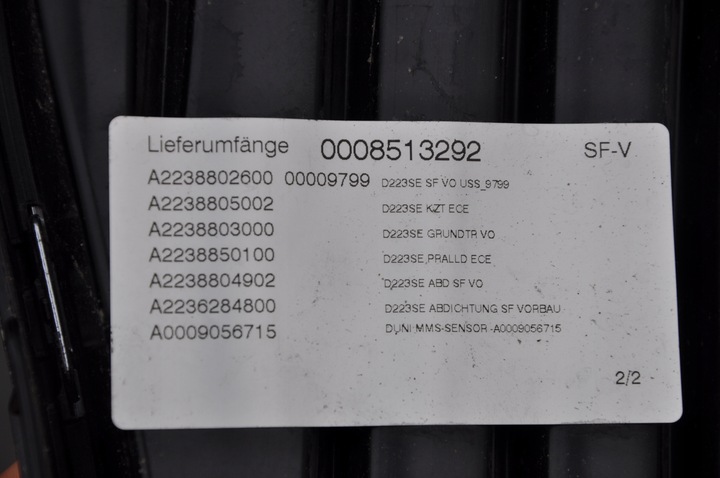 Lieferumfänge 0008513292 SF-V
A2238802600 00009799 D223SE SF VO USS_9799
A2238805002 D223SE KZT ECE
A2238803000 D223SE GRUNDTR VO
A2238850100 D223SE PRALLD ECE
A2238804902 D223SE ABD SF VO
A2236284800 D223SE ABDICHTUNG SF VORBAU
A0009056715 DUNI MMS-SENSOR -A0009056715
2/2